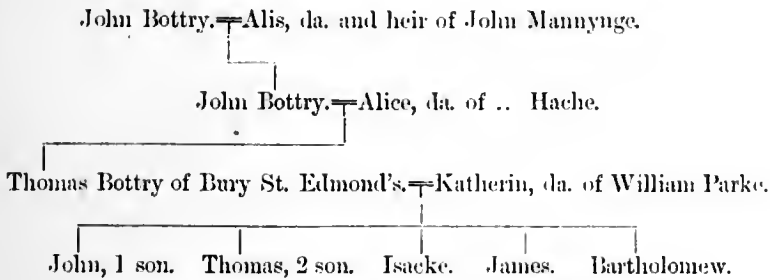 John Bottry.=Alis, da. and heir of John Mannynge.
John Bottry.=Alice, da. of .. Hache.
Thomas Bottry of Bury St. Edmond's.=Katherin, da. of William Parke.
John, 1 son. Thomas, 2 son. Isacke. James. Bartholomew.